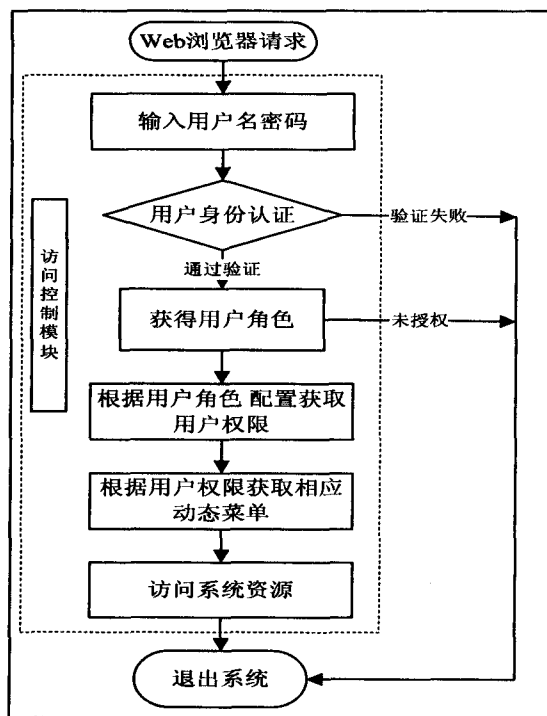 Web浏览器请求
输入用户名密码
用户身份认证
验证失败
通过验证
访问控制模块
获得用户角色
未授权
根据用户角色 配置获取
用户权限
根据用户权限获取相应
动态菜单
访问系统资源
退出系统